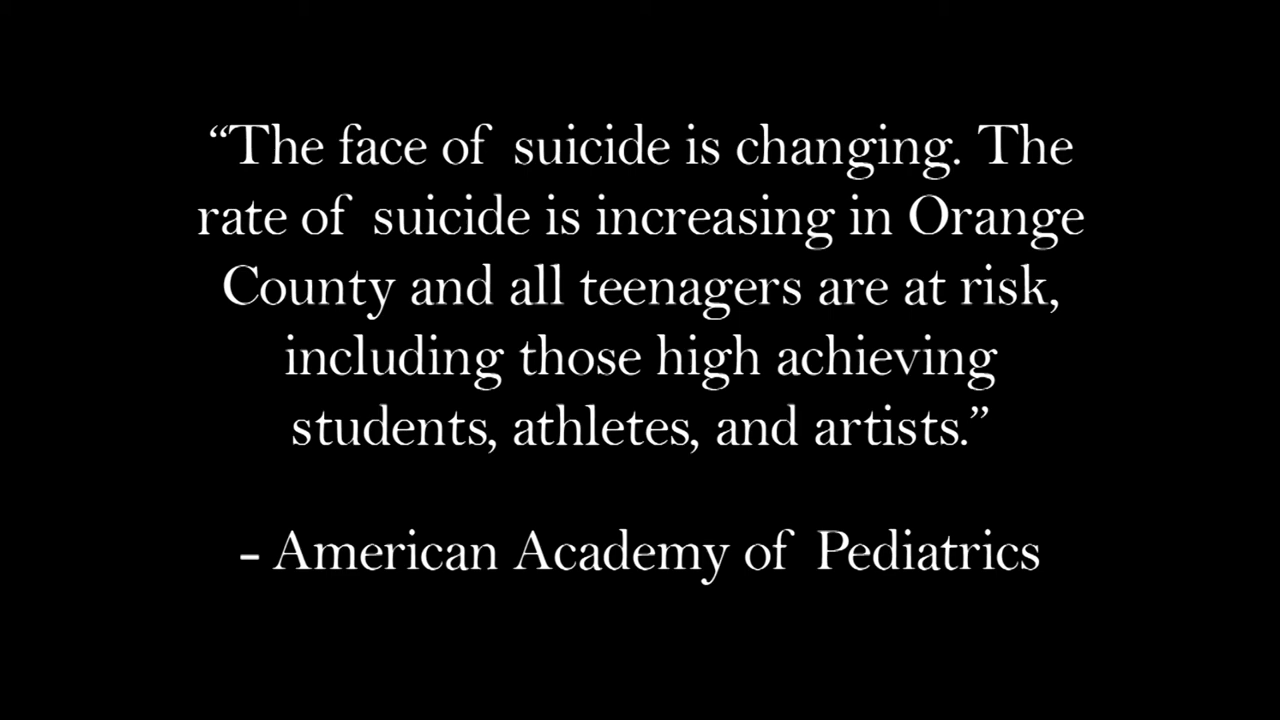 “The face of suicide is changing. The
rate of suicide is increasing in Orange
County and all teenagers are at risk,
including those high achieving
students, athletes, and artists.”
- American Academy of Pediatrics